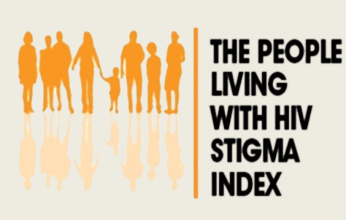 THE PEOPLE
LIVING
WITH HIV
STIGMA
INDEX